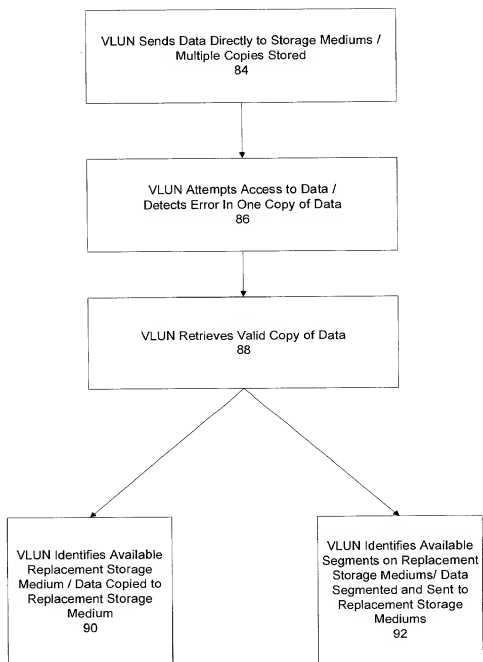 VLUN Sends Data Directly to Storage Mediums /
Multiple Copies Stored
84
VLUN Attempts Access to Data /
Detects Error In One Copy of Data
86
VLUN Retrieves Valid Copy of Data
88
VLUN Identifies Available
Replacement Storage
Medium / Data Copied to
Replacement Storage
Medium
90
VLUN Identifies Available
Segments on Replacement
Storage Mediums/ Data
Segmented and Sent to
Replacement Storage
Mediums
92